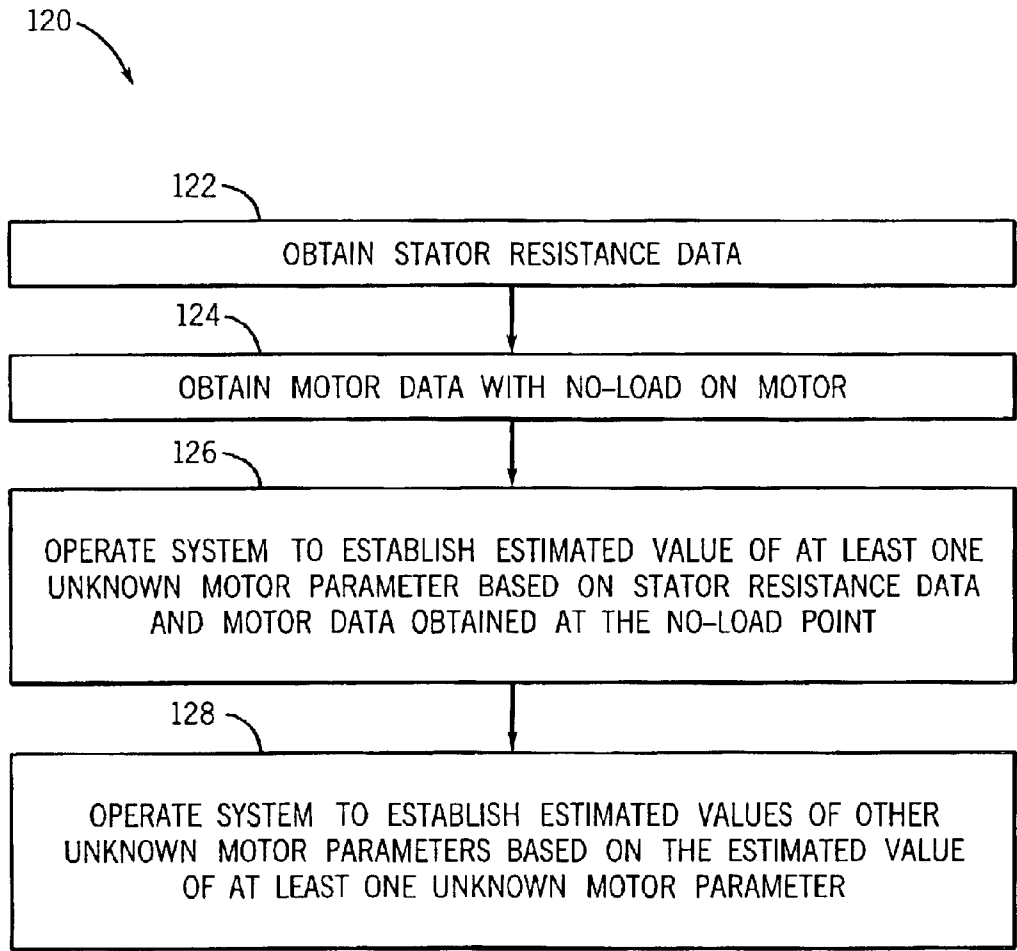 120
122
OBTAIN STATOR RESISTANCE DATA
124
OBTAIN MOTOR DATA WITH NO-LOAD ON MOTOR
126
OPERATE SYSTEM TO ESTABLISH ESTIMATED VALUE OF AT LEAST ONE
UNKNOWN MOTOR PARAMETER BASED ON STATOR RESISTANCE DATA
AND MOTOR DATA OBTAINED AT THE NO-LOAD POINT
128
OPERATE SYSTEM TO ESTABLISH ESTIMATED VALUES OF OTHER
UNKNOWN MOTOR PARAMETERS BASED ON THE ESTIMATED VALUE
OF AT LEAST ONE UNKNOWN MOTOR PARAMETER